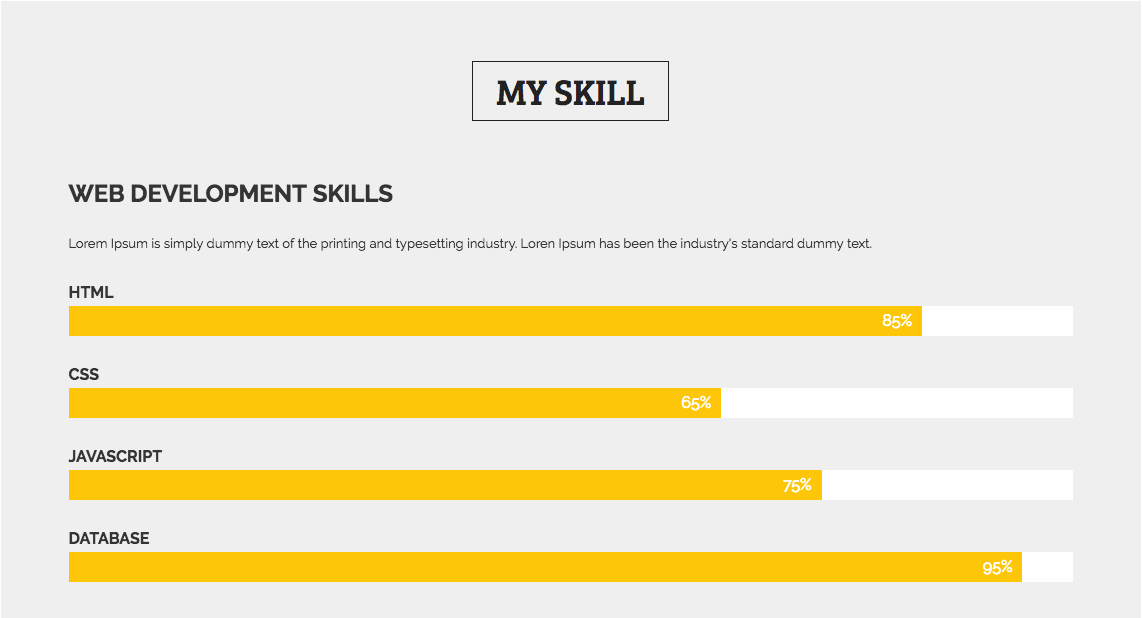 MY SKILL
WEB DEVELOPMENT SKILLS
Lorem Ipsum is simply dummy text of the printing and typesetting industry. Loren Ipsum has been the industry's standard dummy text.
HTML
85%
CSS
65%
JAVASCRIPT
75%
DATABASE
95%